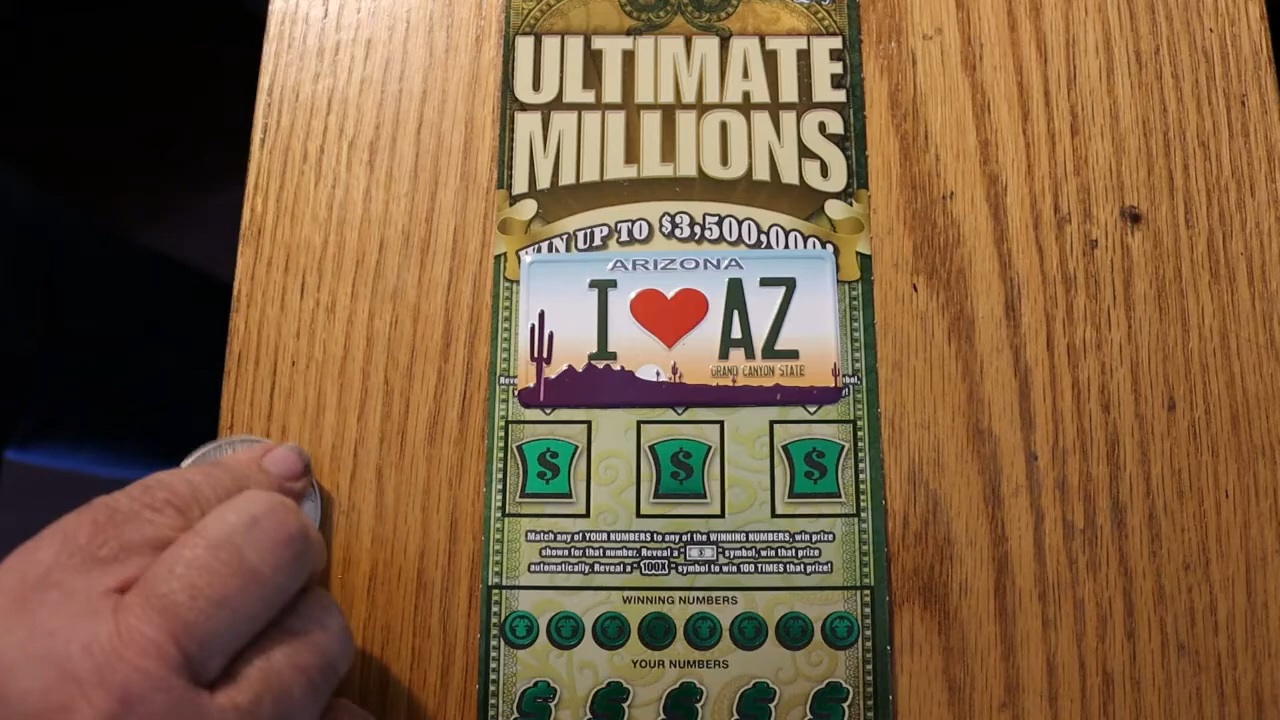 ULTIMATE
MILLIONS
WIN UP TO $3,500,000!
ARIZONA
I ❤ AZ
GRAND CANYON STATE
$ $ $
Match any of YOUR NUMBERS to any of the WINNING NUMBERS, win prize
shown for that number. Reveal a " " symbol, win that prize
automatically. Reveal a "100X" symbol to win 100 TIMES that prize!
WINNING NUMBERS
YOUR NUMBERS
$ $ $ $ $